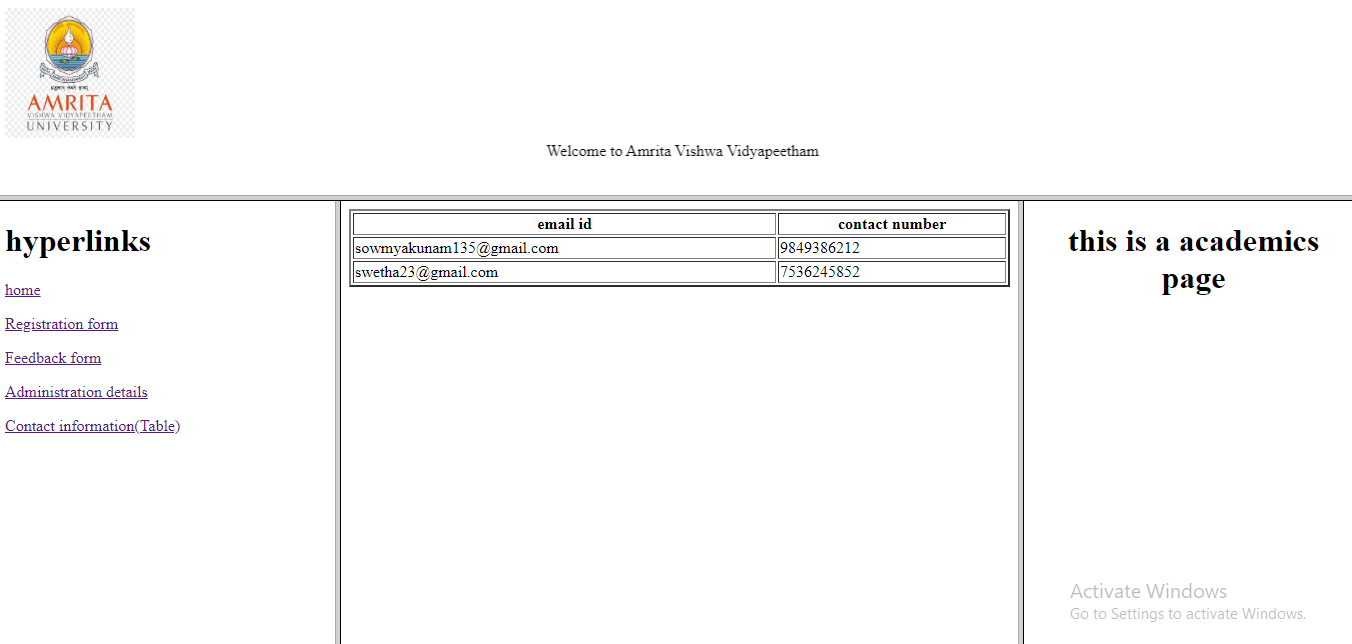 AMRITA
VISHWA VIDYAPEETHAM
UNIVERSITY
Welcome to Amrita Vishwa Vidyapeetham
hyperlinks
home
Registration form
Feedback form
Administration details
Contact information(Table)
email id contact number
sowmyakunam135@gmail.com 9849386212
swetha23@gmail.com 7536245852
this is a academics
page
Activate Windows
Go to Settings to activate Windows.